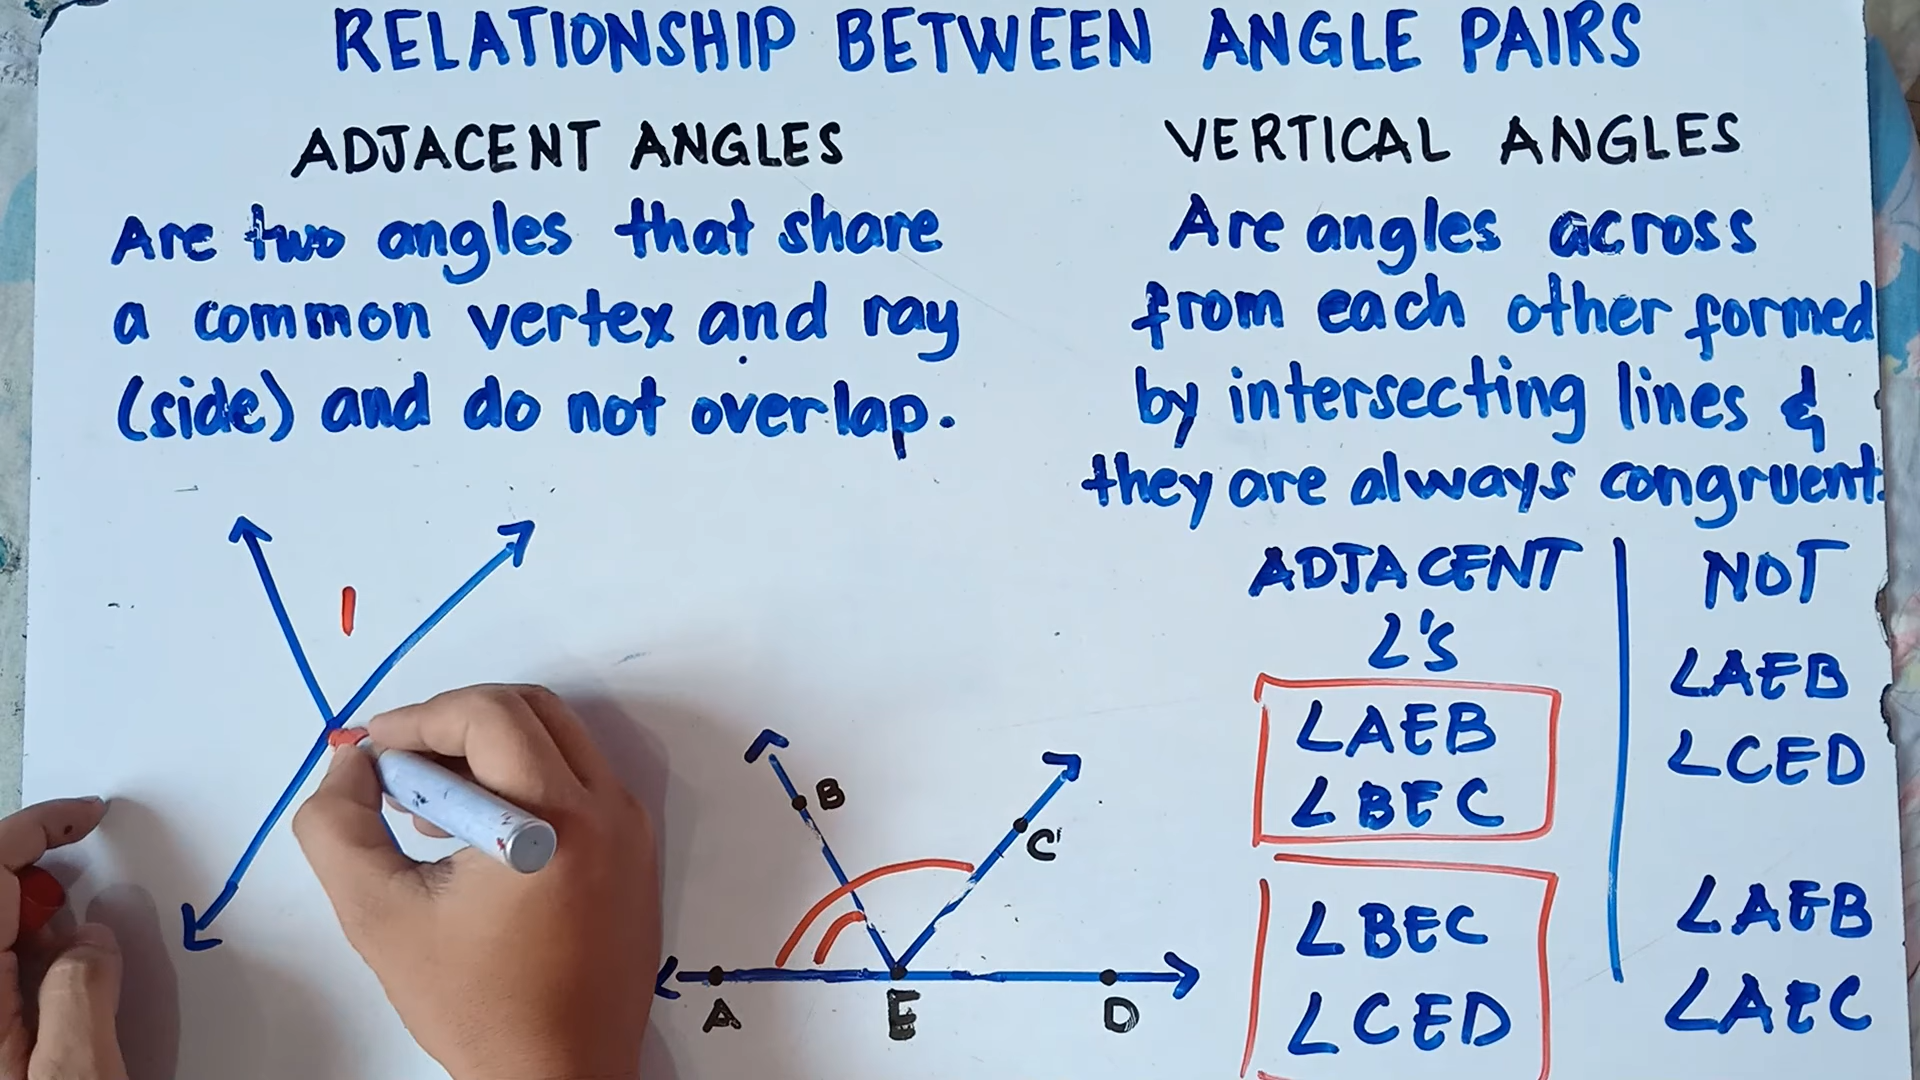 RELATIONSHIP BETWEEN ANGLE PAIRS
ADJACENT ANGLES
Are two angles that share
a common vertex and ray
(side) and do not overlap.
VERTICAL ANGLES
Are angles across
from each other formed
by intersecting lines &
they are always congruent.
1
B
C
A
E
D
ADJACENT
∠'S
∠AEB
∠BEC
∠BEC
∠CED
NOT
∠AEB
∠CED
∠AEB
∠AEC